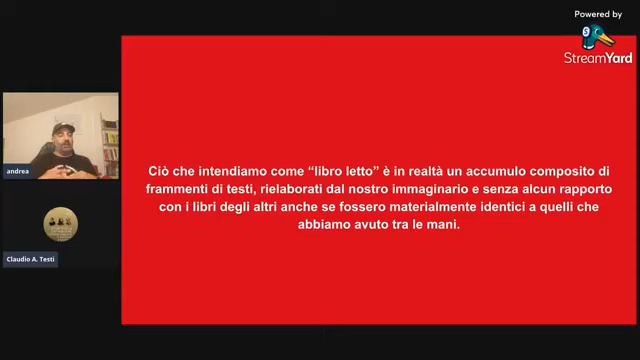 Powered by
StreamYard
Ciò che intendiamo come “libro letto” è in realtà un accumulo composito di
frammenti di testi, rielaborati dal nostro immaginario e senza alcun rapporto
con i libri degli altri anche se fossero materialmente identici a quelli che
abbiamo avuto tra le mani.
andrea
Claudio A. Testi